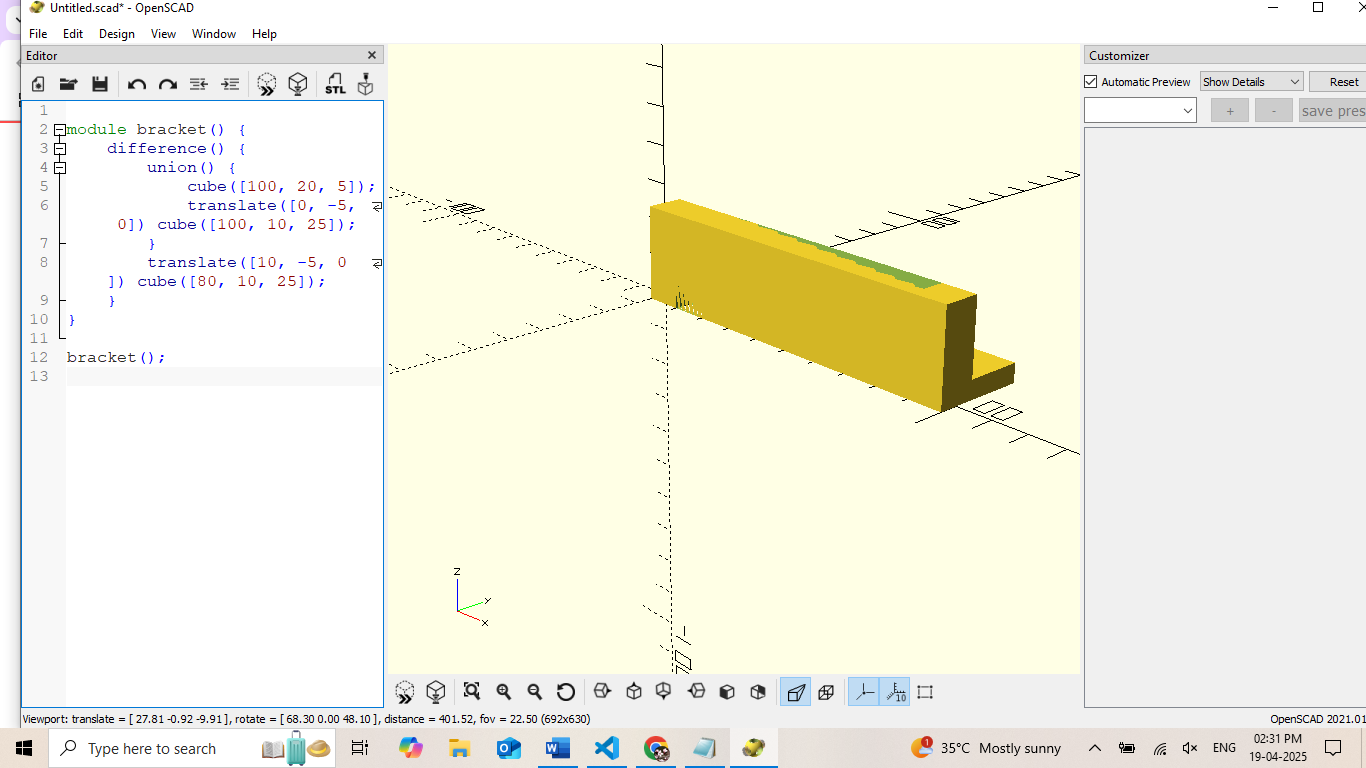 Untitled.scad* - OpenSCAD
File Edit Design View Window Help
Editor
Customizer
STL
Automatic Preview Show Details Reset
+ - save pres
1
2 module bracket() {
3 difference() {
4 union() {
5 cube([100, 20, 5]);
6 translate([0, -5,
0]) cube([100, 10, 25]);
7 }
8 translate([10, -5, 0
]) cube([80, 10, 25]);
9 }
10 }
11
12 bracket();
13
z
y
x
10
Viewport: translate = [ 27.81 -0.92 -9.91 ], rotate = [ 68.30 0.00 48.10 ], distance = 401.52, fov = 22.50 (692x630)
OpenSCAD 2021.01
Type here to search
1
35°C Mostly sunny
ENG
02:31 PM
19-04-2025